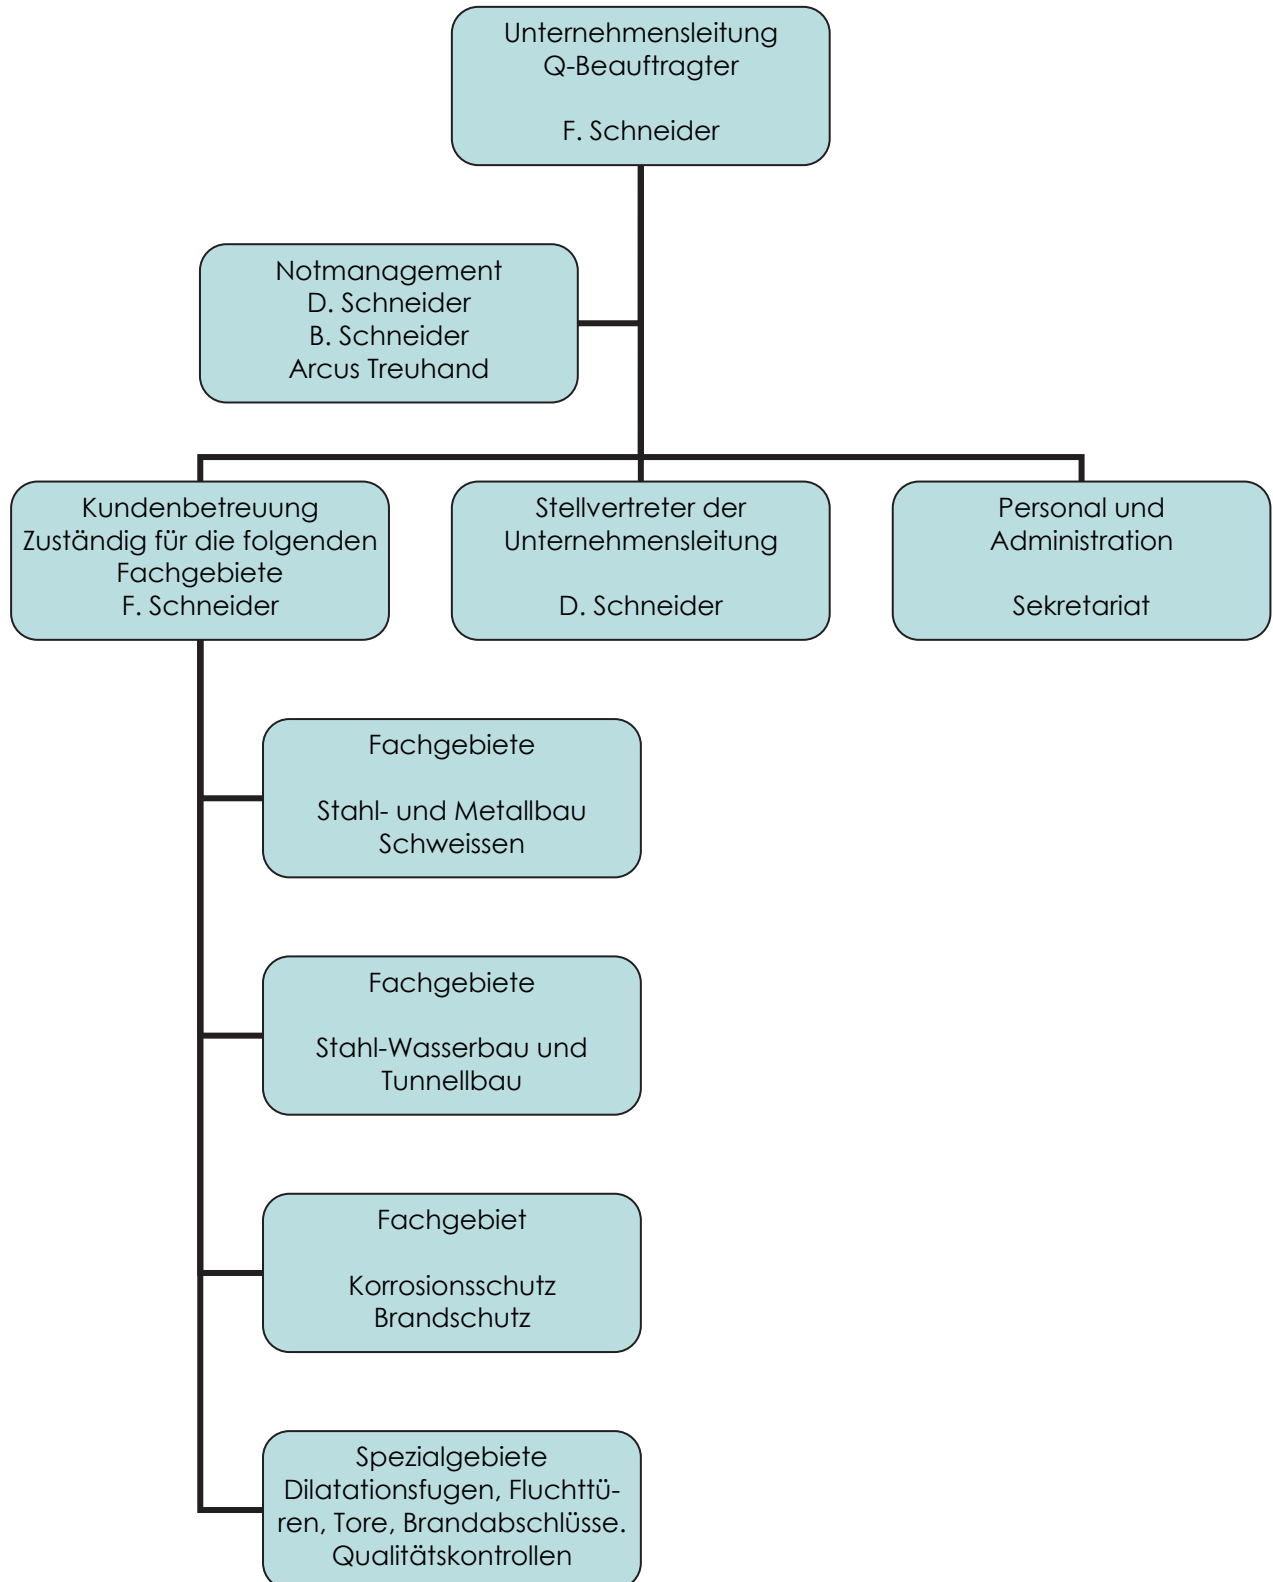 Unternehmensleitung
Q-Beauftragter
F. Schneider
Notmanagement
D. Schneider
B. Schneider
Arcus Treuhand
Kundenbetreuung
Zuständig für die folgenden
Fachgebiete
F. Schneider
Stellvertreter der
Unternehmensleitung
D. Schneider
Personal und
Administration
Sekretariat
Fachgebiete
Stahl- und Metallbau
Schweissen
Fachgebiete
Stahl-Wasserbau und
Tunnellbau
Fachgebiet
Korrosionsschutz
Brandschutz
Spezialgebiete
Dilatationsfugen, Fluchttü-
ren, Tore, Brandabschlüsse.
Qualitätskontrollen